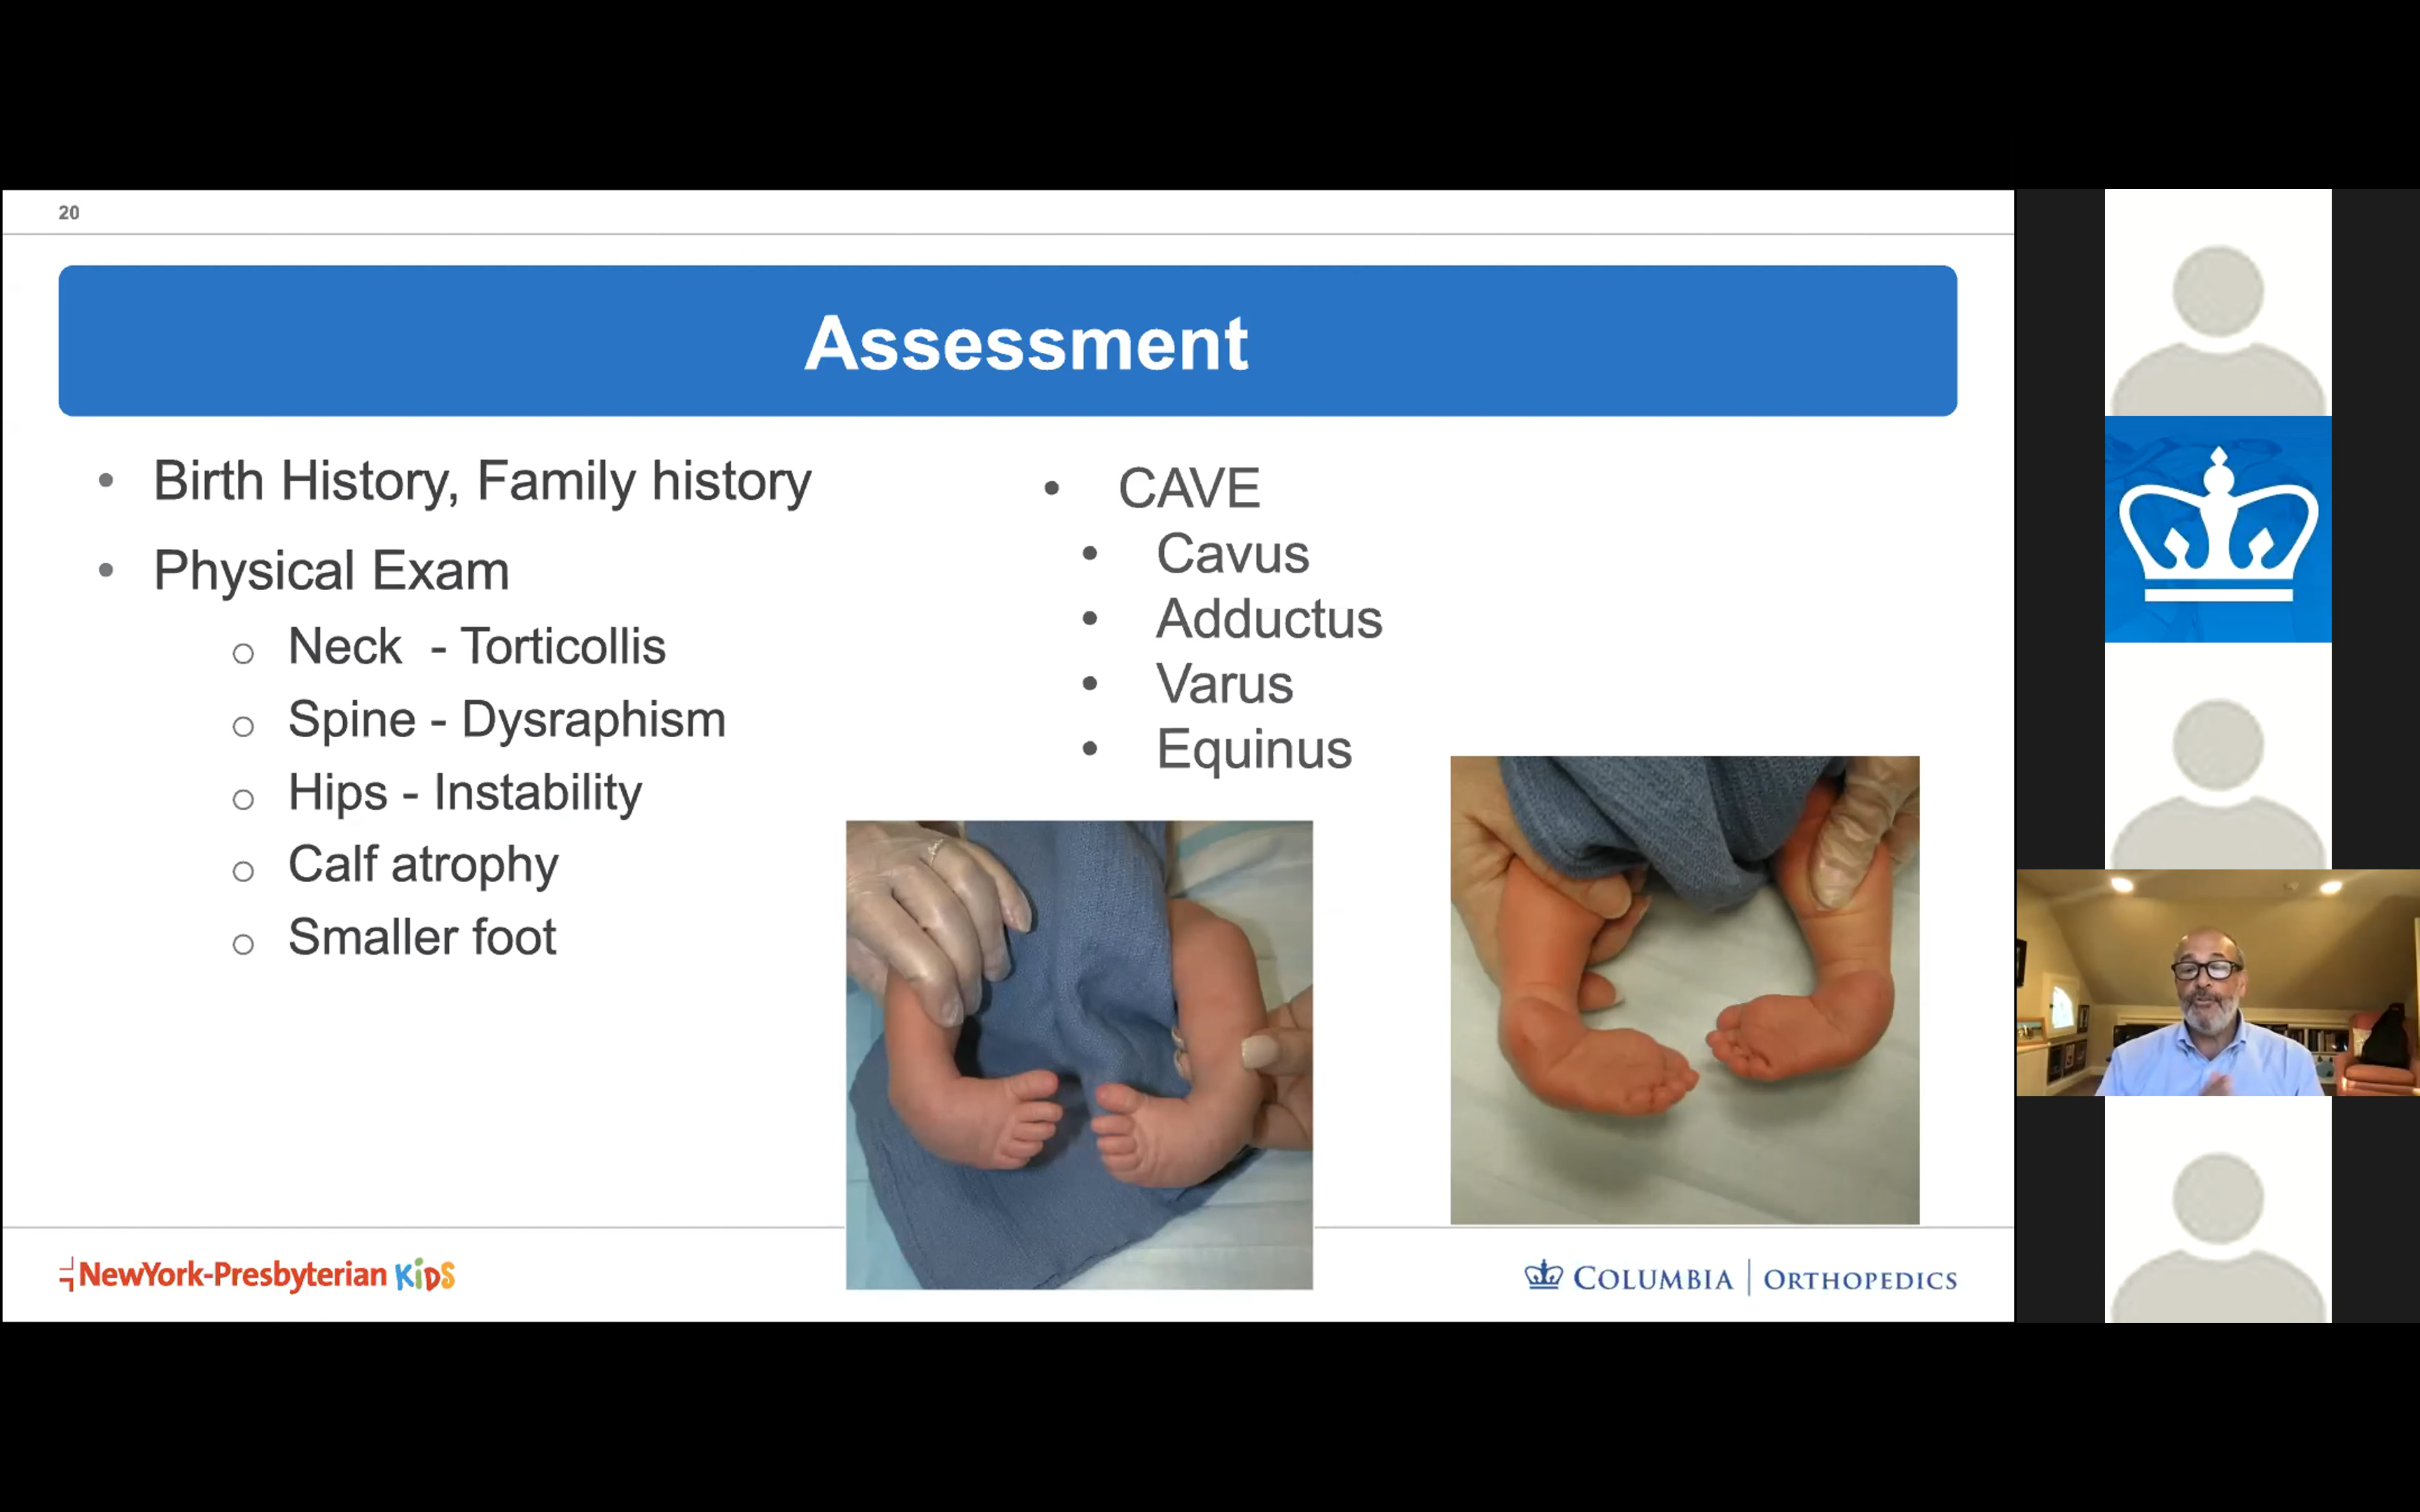 20
Assessment
Birth History, Family history
Physical Exam
Neck - Torticollis
Spine - Dysraphism
Hips - Instability
Calf atrophy
Smaller foot
CAVE
Cavus
Adductus
Varus
Equinus
NewYork-Presbyterian KiDS
COLUMBIA | ORTHOPEDICS